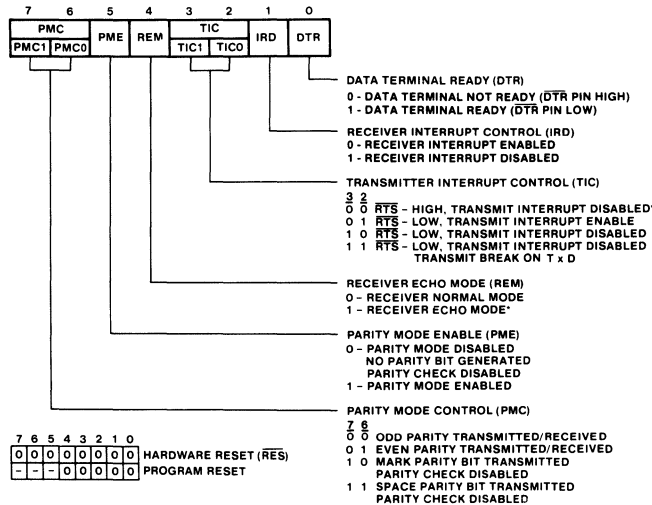 7 6 5 4 3 2 1 0
PMC PME REM TIC IRD DTR
PMC1 PMC0 TIC1 TIC0
DATA TERMINAL READY (DTR)
0 - DATA TERMINAL NOT READY (D̅T̅R̅ PIN HIGH)
1 - DATA TERMINAL READY (D̅T̅R̅ PIN LOW)
RECEIVER INTERRUPT CONTROL (IRD)
0 - RECEIVER INTERRUPT ENABLED
1 - RECEIVER INTERRUPT DISABLED
TRANSMITTER INTERRUPT CONTROL (TIC)
3 2
0 0 R̅T̅S̅ - HIGH, TRANSMIT INTERRUPT DISABLED*
0 1 R̅T̅S̅ - LOW, TRANSMIT INTERRUPT ENABLE
1 0 R̅T̅S̅ - LOW, TRANSMIT INTERRUPT DISABLED
1 1 R̅T̅S̅ - LOW, TRANSMIT INTERRUPT DISABLED
TRANSMIT BREAK ON T x D
RECEIVER ECHO MODE (REM)
0 - RECEIVER NORMAL MODE
1 - RECEIVER ECHO MODE*
PARITY MODE ENABLE (PME)
0 - PARITY MODE DISABLED
NO PARITY BIT GENERATED
PARITY CHECK DISABLED
1 - PARITY MODE ENABLED
PARITY MODE CONTROL (PMC)
7 6
0 0 ODD PARITY TRANSMITTED/RECEIVED
0 1 EVEN PARITY TRANSMITTED/RECEIVED
1 0 MARK PARITY BIT TRANSMITTED
PARITY CHECK DISABLED
1 1 SPACE PARITY BIT TRANSMITTED
PARITY CHECK DISABLED
7 6 5 4 3 2 1 0
0 0 0 0 0 0 0 0 HARDWARE RESET (R̅E̅S̅)
- - - 0 0 0 0 0 PROGRAM RESET